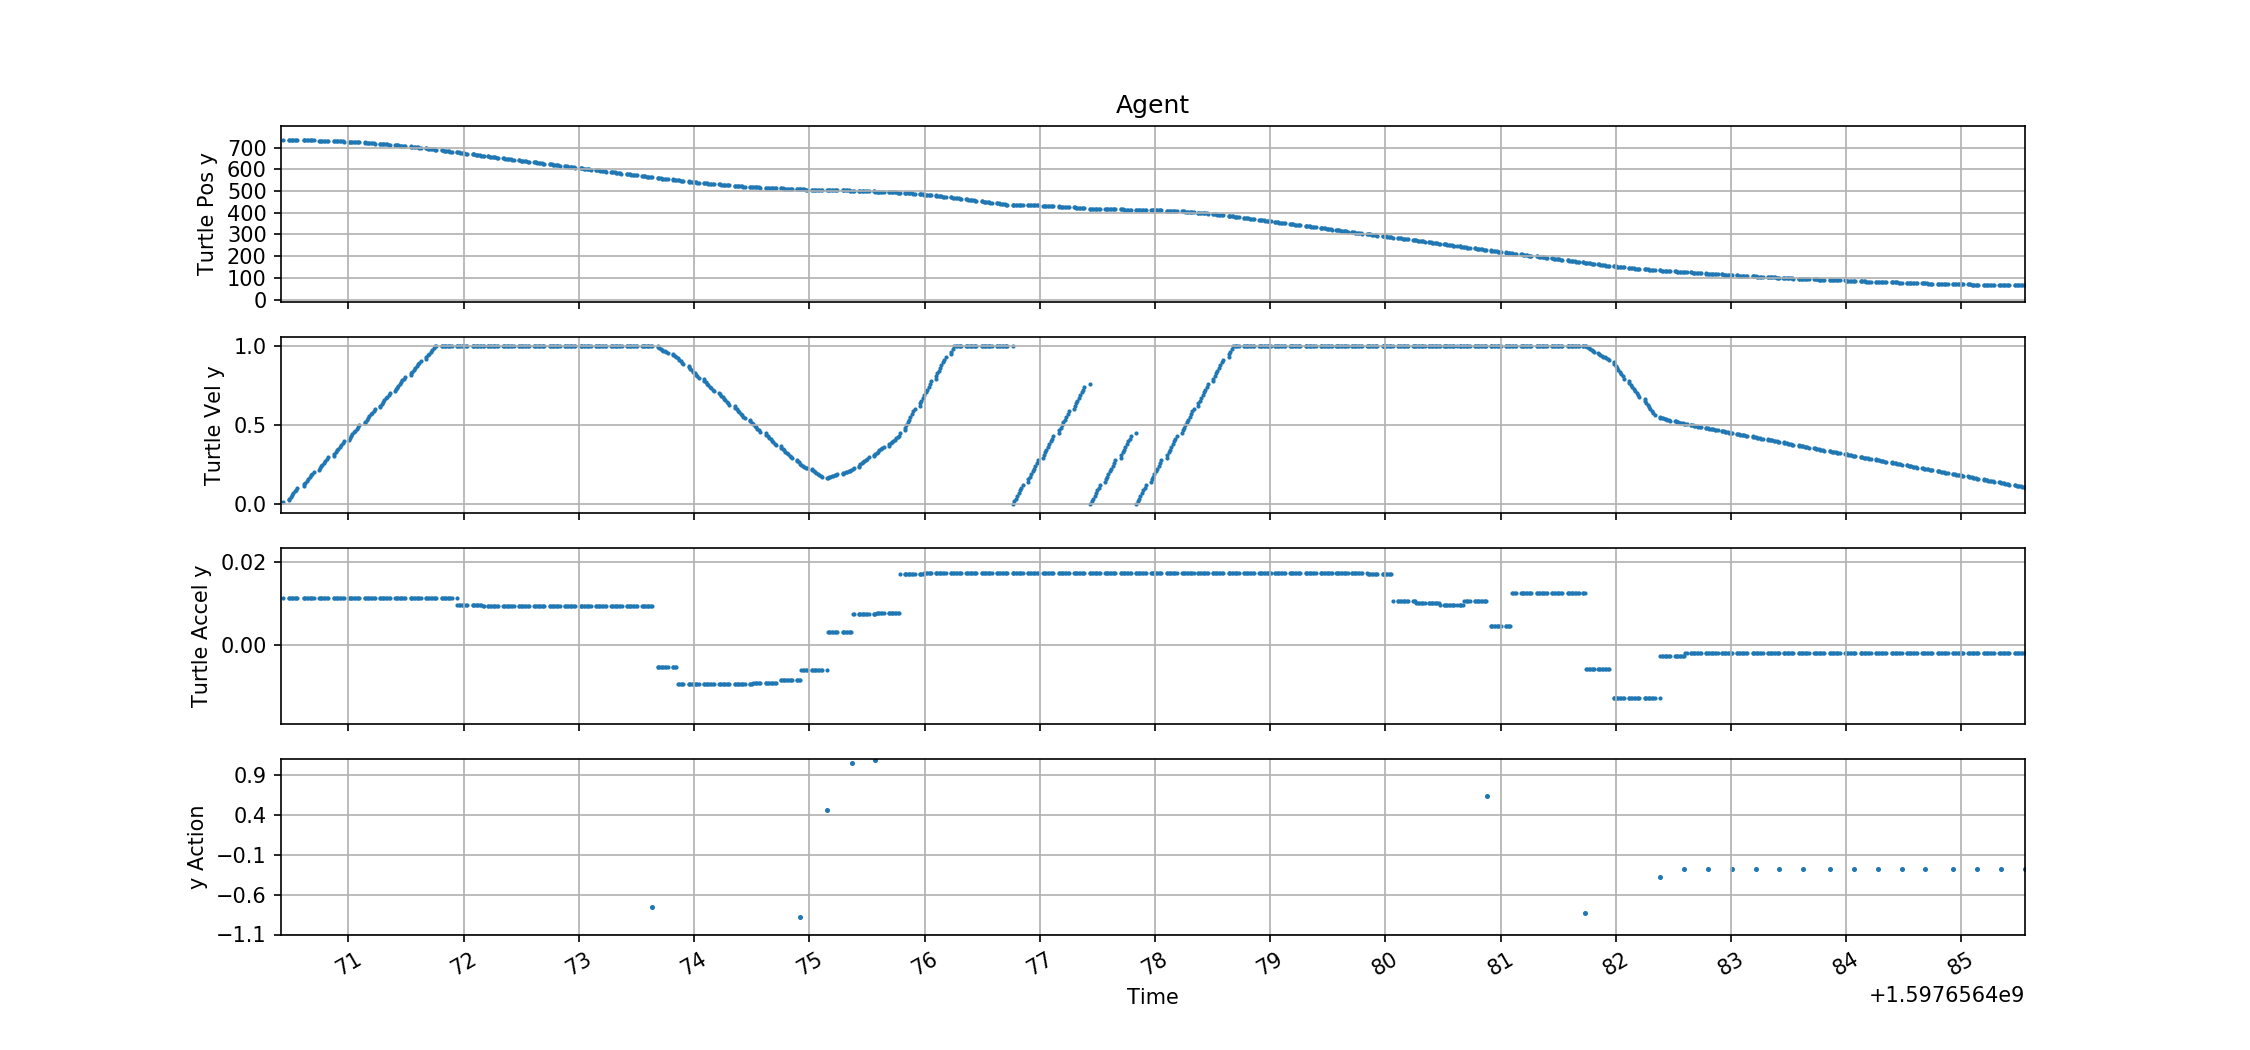 Agent
Turtle Pos y
700
600
500
400
300
200
100
0
Turtle Vel y
1.0
0.5
0.0
Turtle Accel y
0.02
0.00
y Action
0.9
0.4
−0.1
−0.6
−1.1
71 72 73 74 75 76 77 78 79 80 81 82 83 84 85
Time
+1.5976564e9